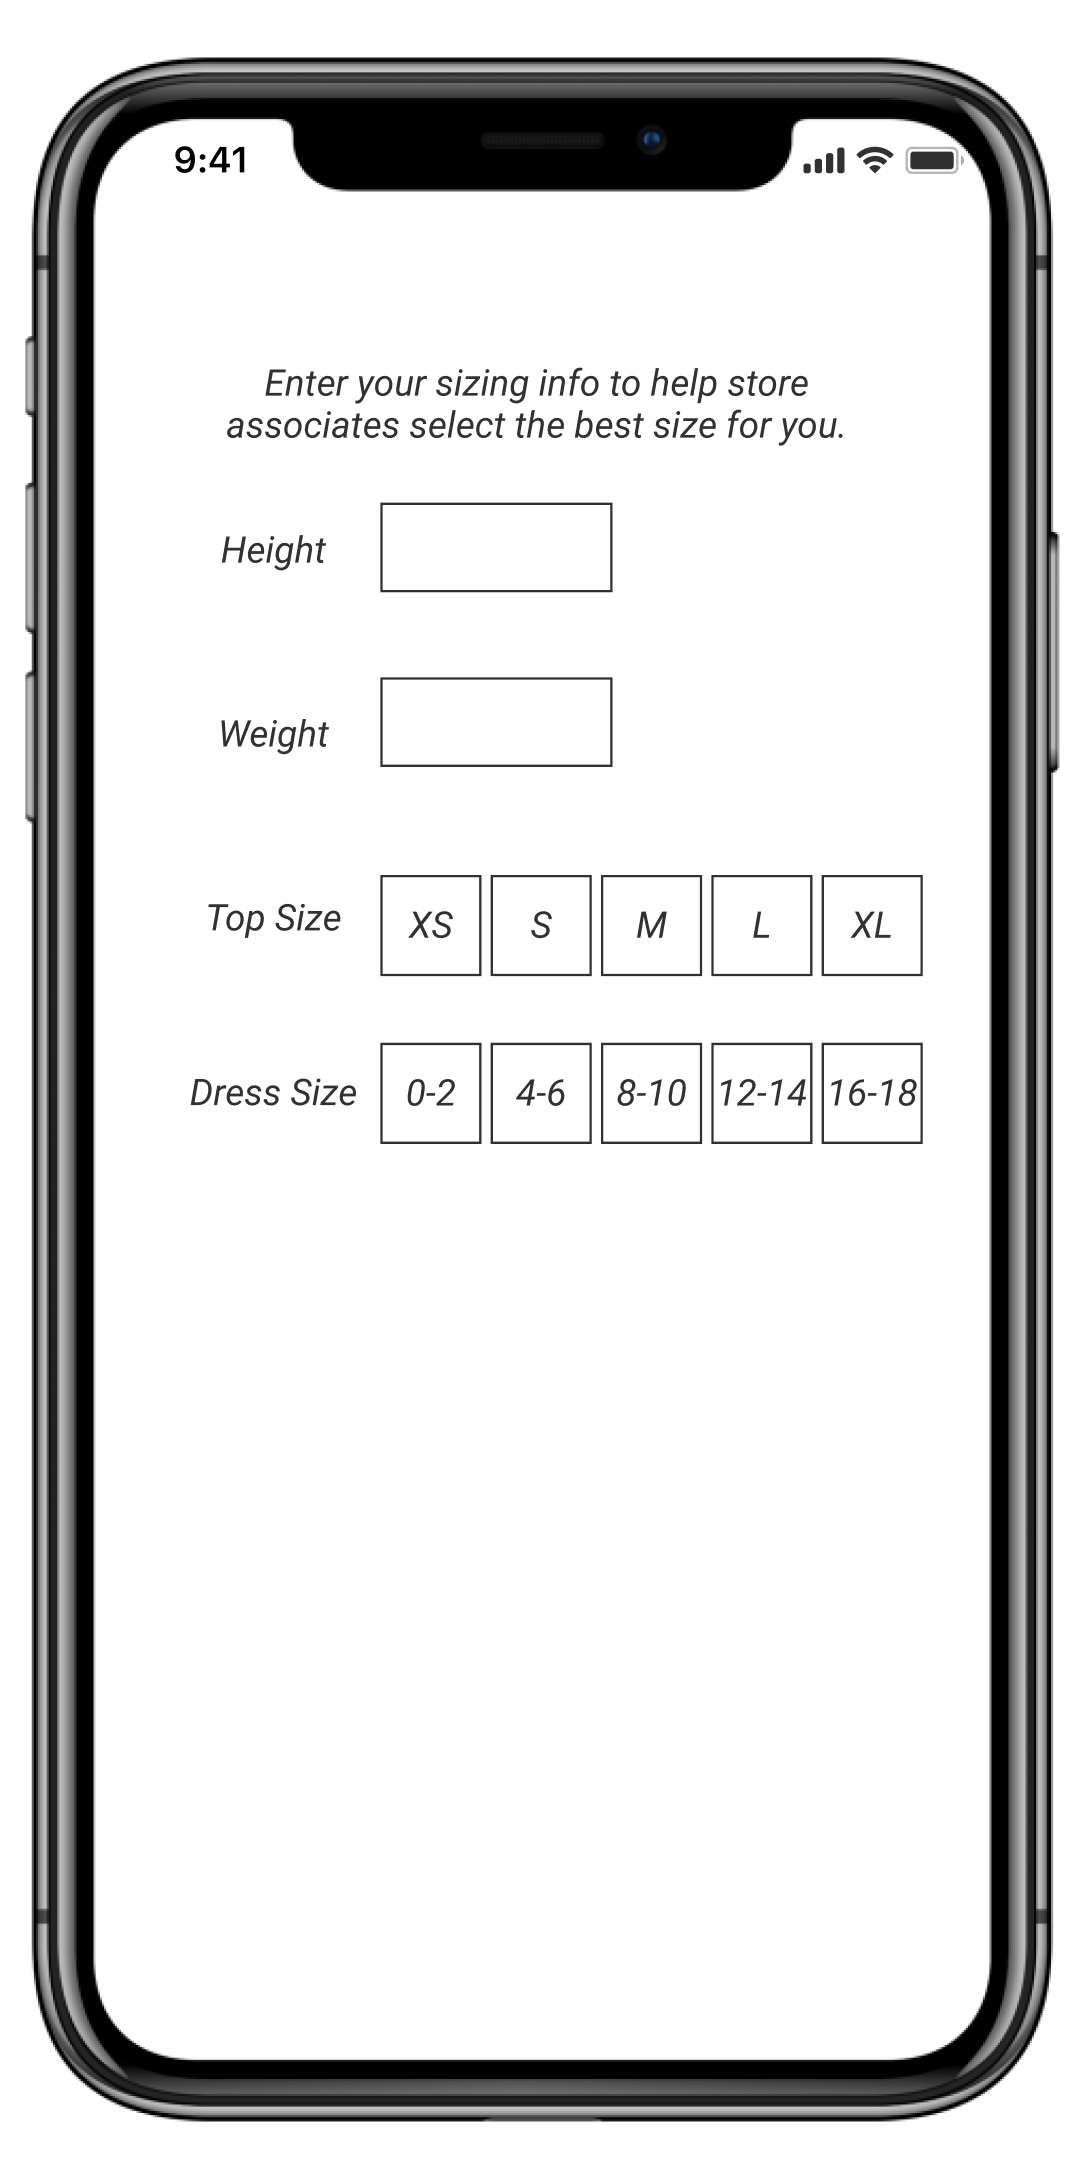 9:41
Enter your sizing info to help store
associates select the best size for you.
Height
Weight
Top Size XS S M L XL
Dress Size 0-2 4-6 8-10 12-14 16-18